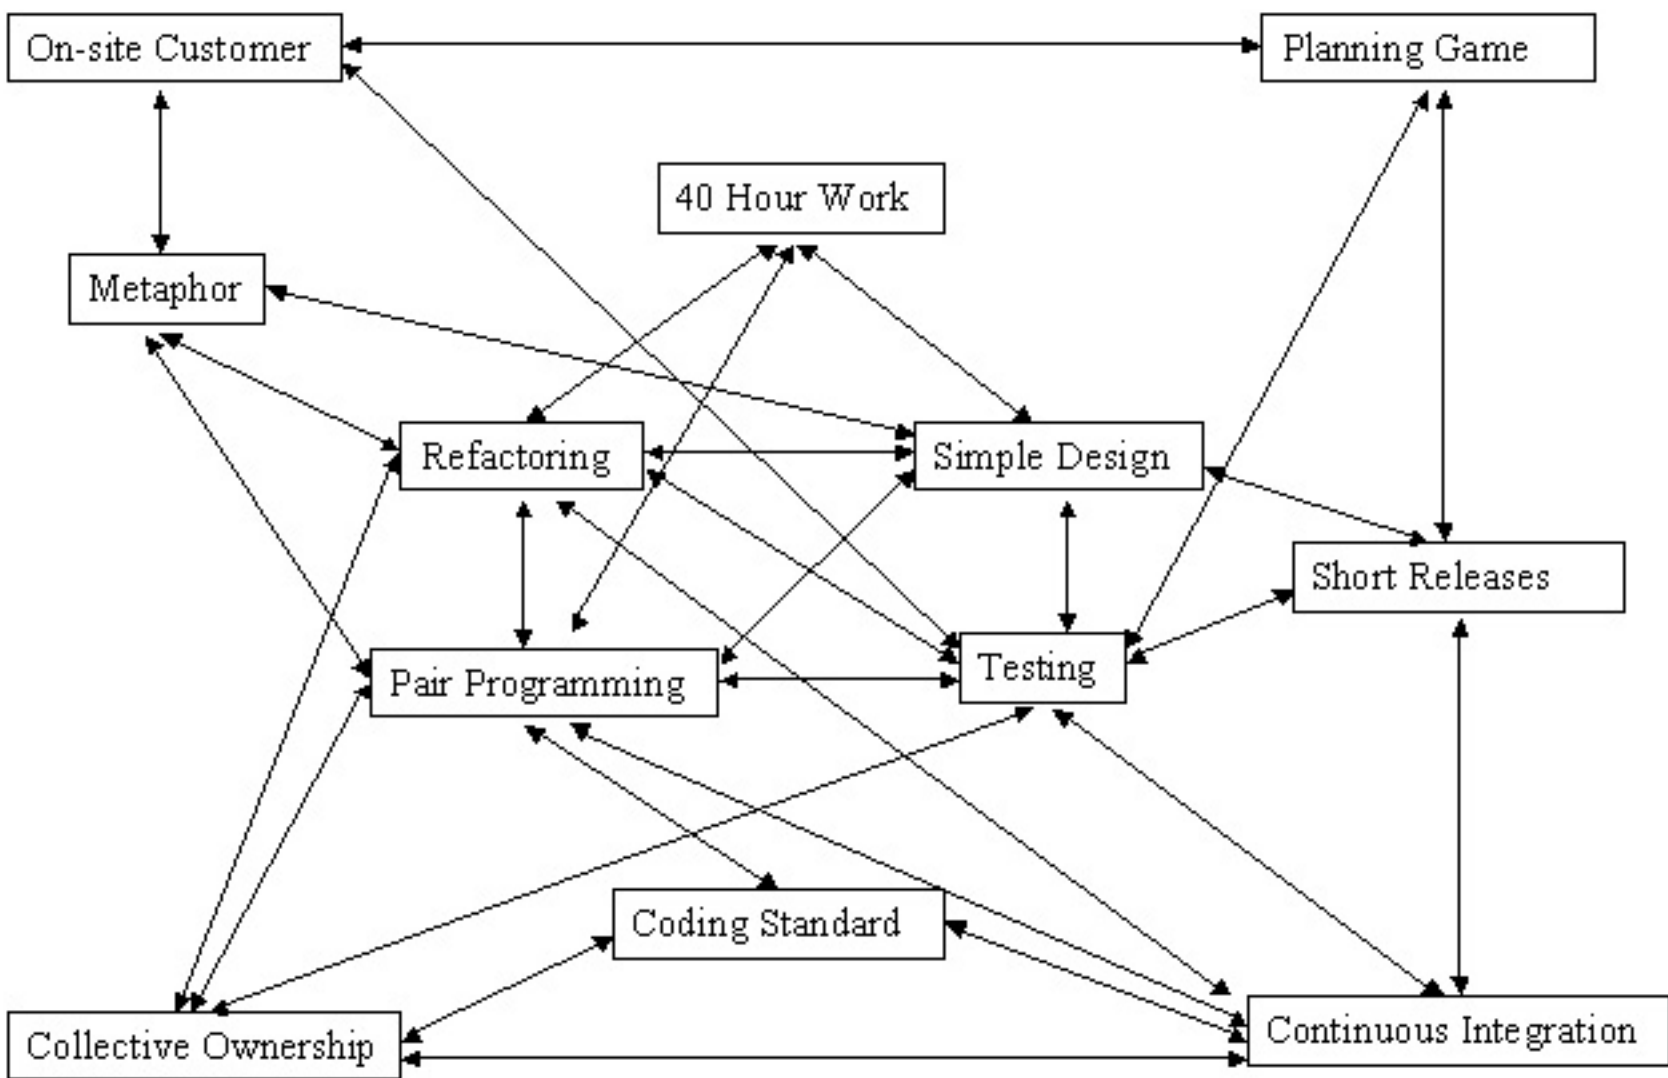 On-site Customer
Planning Game
40 Hour Work
Metaphor
Refactoring
Simple Design
Short Releases
Testing
Pair Programming
Coding Standard
Continuous Integration
Collective Ownership